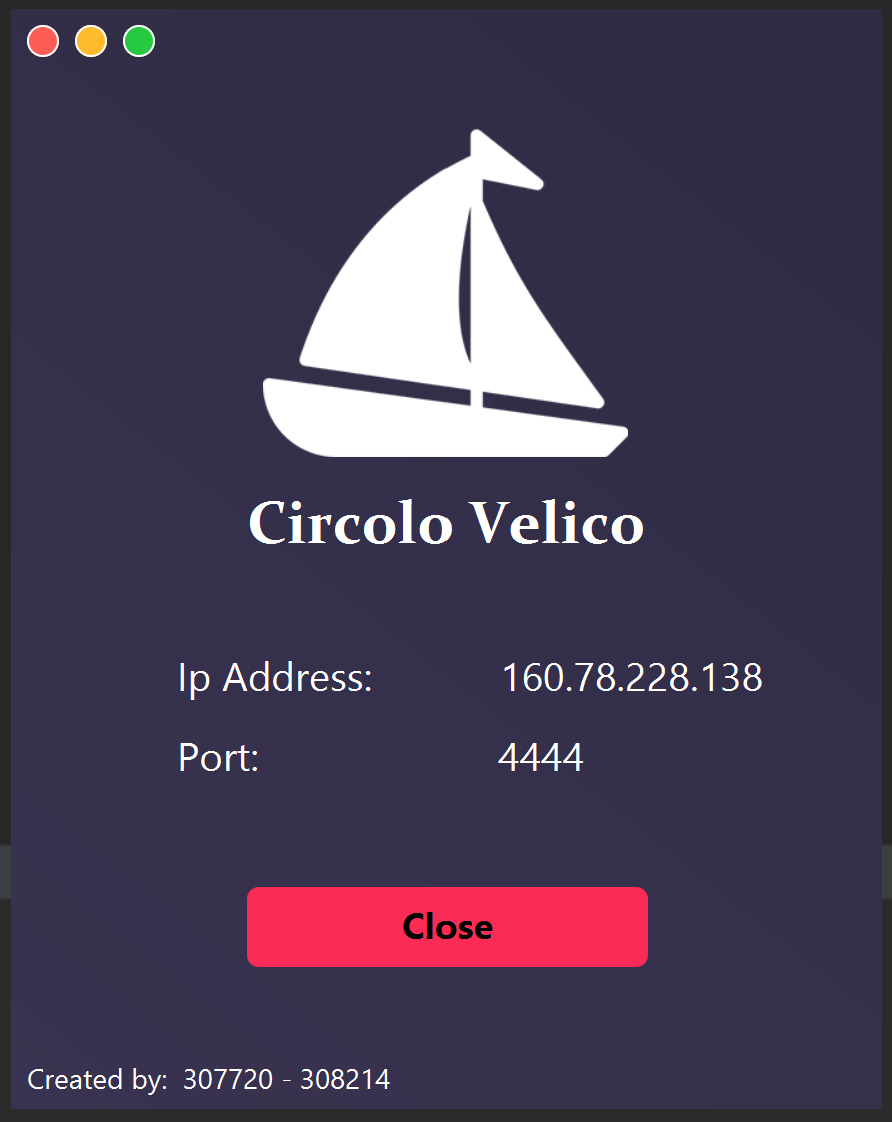 Circolo Velico
Ip Address: 160.78.228.138
Port: 4444
Close
Created by: 307720 - 308214